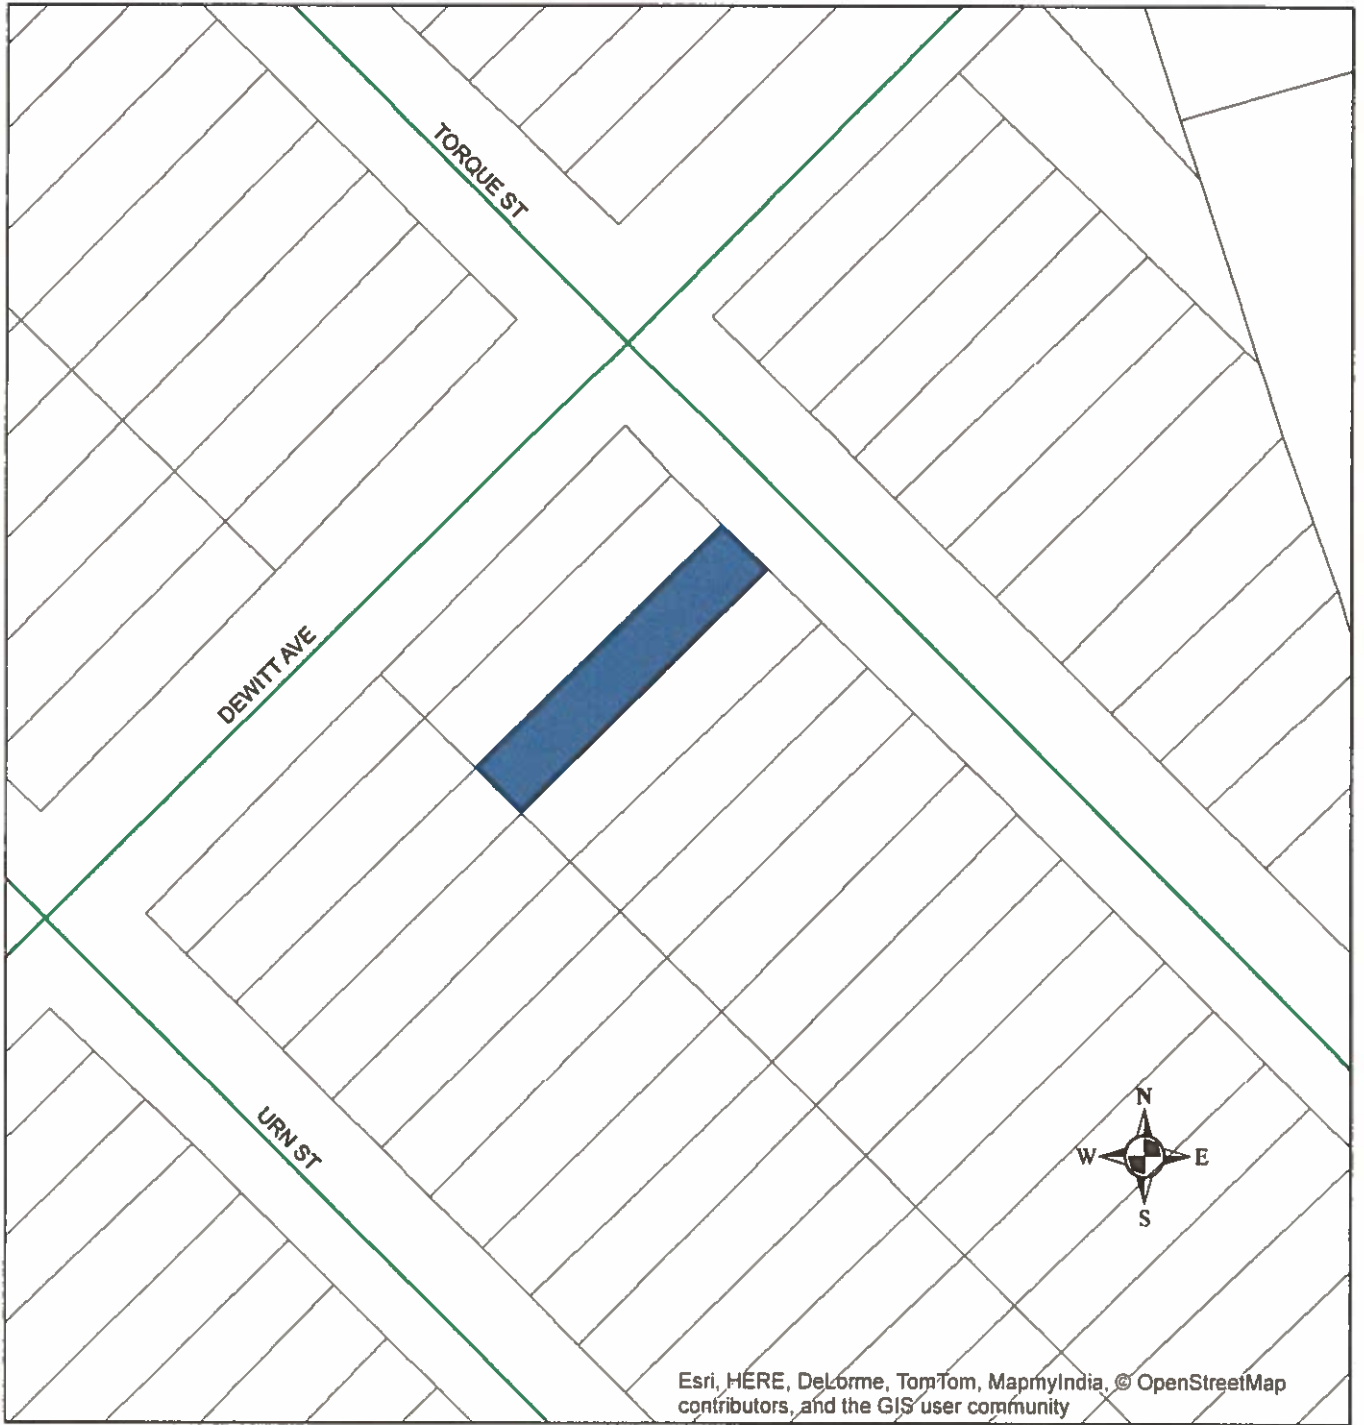 TORQUE ST
DEWITT AVE
URN ST
N
W E
S
Esri, HERE, DeLorme, TomTom, MapmyIndia, © OpenStreetMap
contributors, and the GIS user community